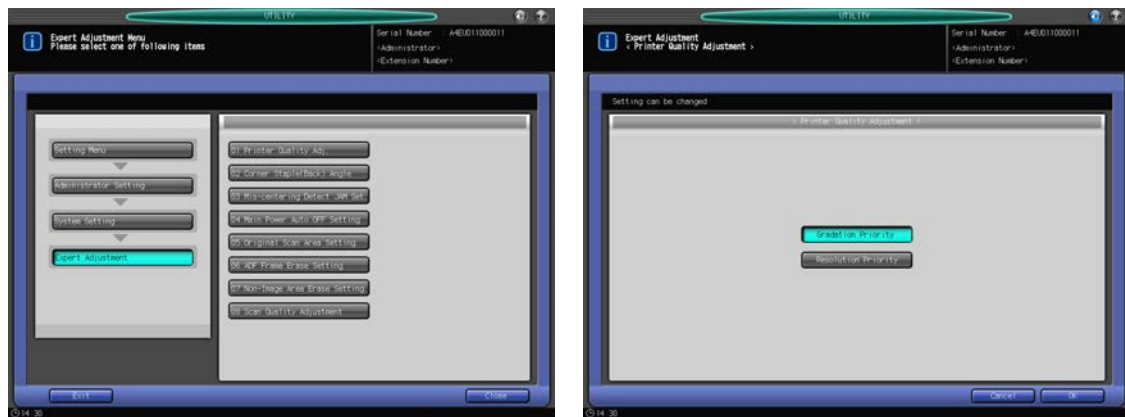 UTILITY
Expert Adjustment Menu
Please select one of following items
Serial Number : A4EU011000011
<Administrator>
<Extension Number>
Setting Menu
Administrator Setting
System Setting
Expert Adjustment
01 Printer Quality Adj.
02 Corner Staple(Back) Angle
03 Mis-centering Detect JAM Set.
04 Main Power Auto OFF Setting
05 Original Scan Area Setting
06 ADF Frame Erase Setting
07 Non-Image Area Erase Setting
08 Scan Quality Adjustment
Exit
Close
14:30
UTILITY
Expert Adjustment
< Printer Quality Adjustment >
Serial Number : A4EU011000011
<Administrator>
<Extension Number>
Setting can be changed
< Printer Quality Adjustment >
Gradation Priority
Resolution Priority
Cancel
OK
14:30